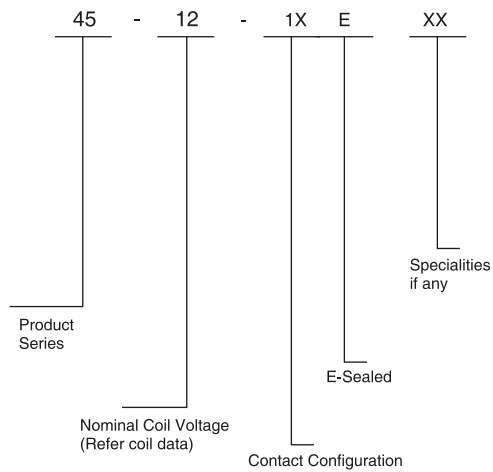 45 - 12 - 1X E XX
Specialities
if any
Product
Series
E-Sealed
Nominal Coil Voltage
(Refer coil data)
Contact Configuration